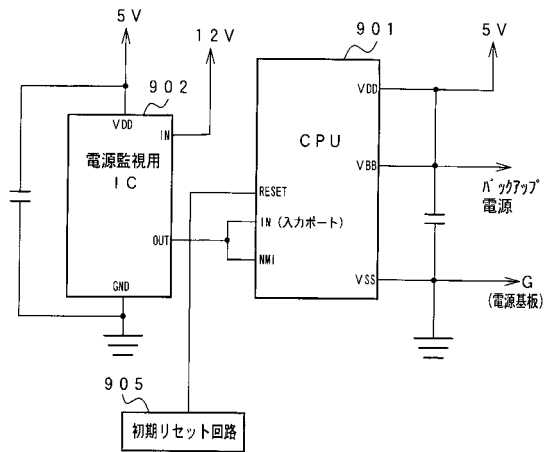 5V
902
12V
VDD
IN
電源監視用
IC
OUT
GND
901
5V
VDD
CPU
VBB
バックアップ
電源
RESET
IN (入力ポート)
NMI
VSS
G
(電源基板)
905
初期リセット回路